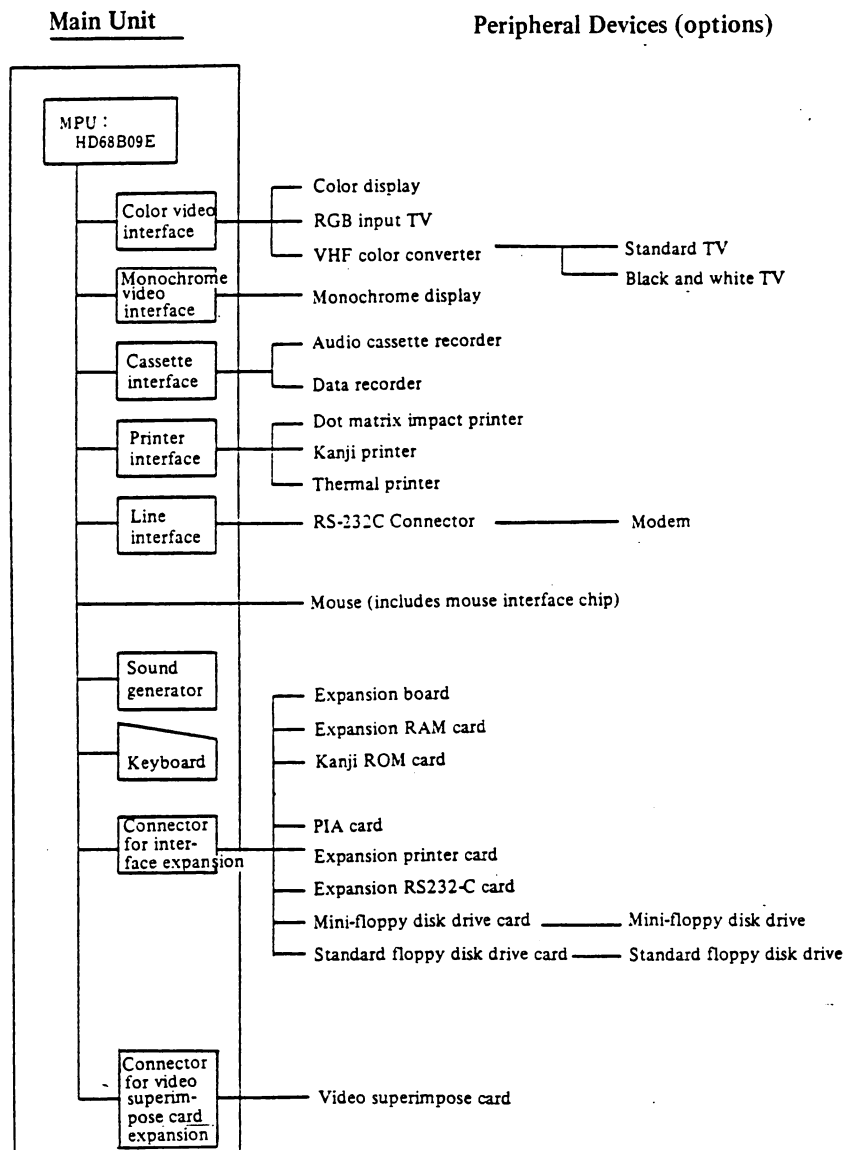 Main Unit
Peripheral Devices (options)
MPU :
HD68B09E
Color video
interface
Color display
RGB input TV
VHF color converter
Standard TV
Black and white TV
Monochrome
video
interface
Monochrome display
Cassette
interface
Audio cassette recorder
Data recorder
Printer
interface
Dot matrix impact printer
Kanji printer
Thermal printer
Line
interface
RS-232C Connector
Modem
Mouse (includes mouse interface chip)
Sound
generator
Keyboard
Connector
for inter-
face expansion
Expansion board
Expansion RAM card
Kanji ROM card
PIA card
Expansion printer card
Expansion RS232-C card
Mini-floppy disk drive card
Mini-floppy disk drive
Standard floppy disk drive card
Standard floppy disk drive
Connector
for video
superim-
pose card
expansion
Video superimpose card